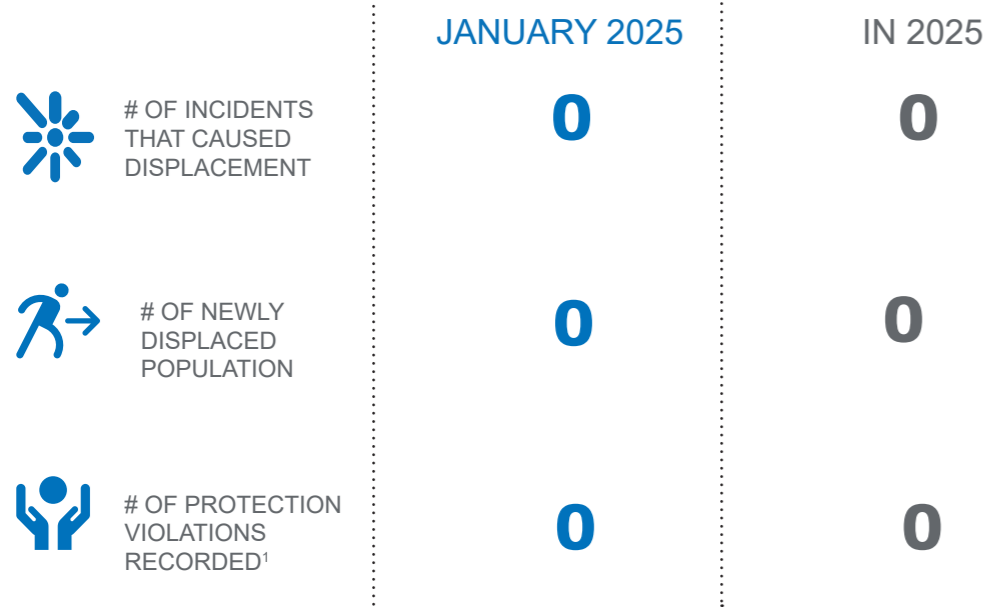 JANUARY 2025
IN 2025
# OF INCIDENTS
THAT CAUSED
DISPLACEMENT
0
0
# OF NEWLY
DISPLACED
POPULATION
0
0
# OF PROTECTION
VIOLATIONS
RECORDED¹
0
0